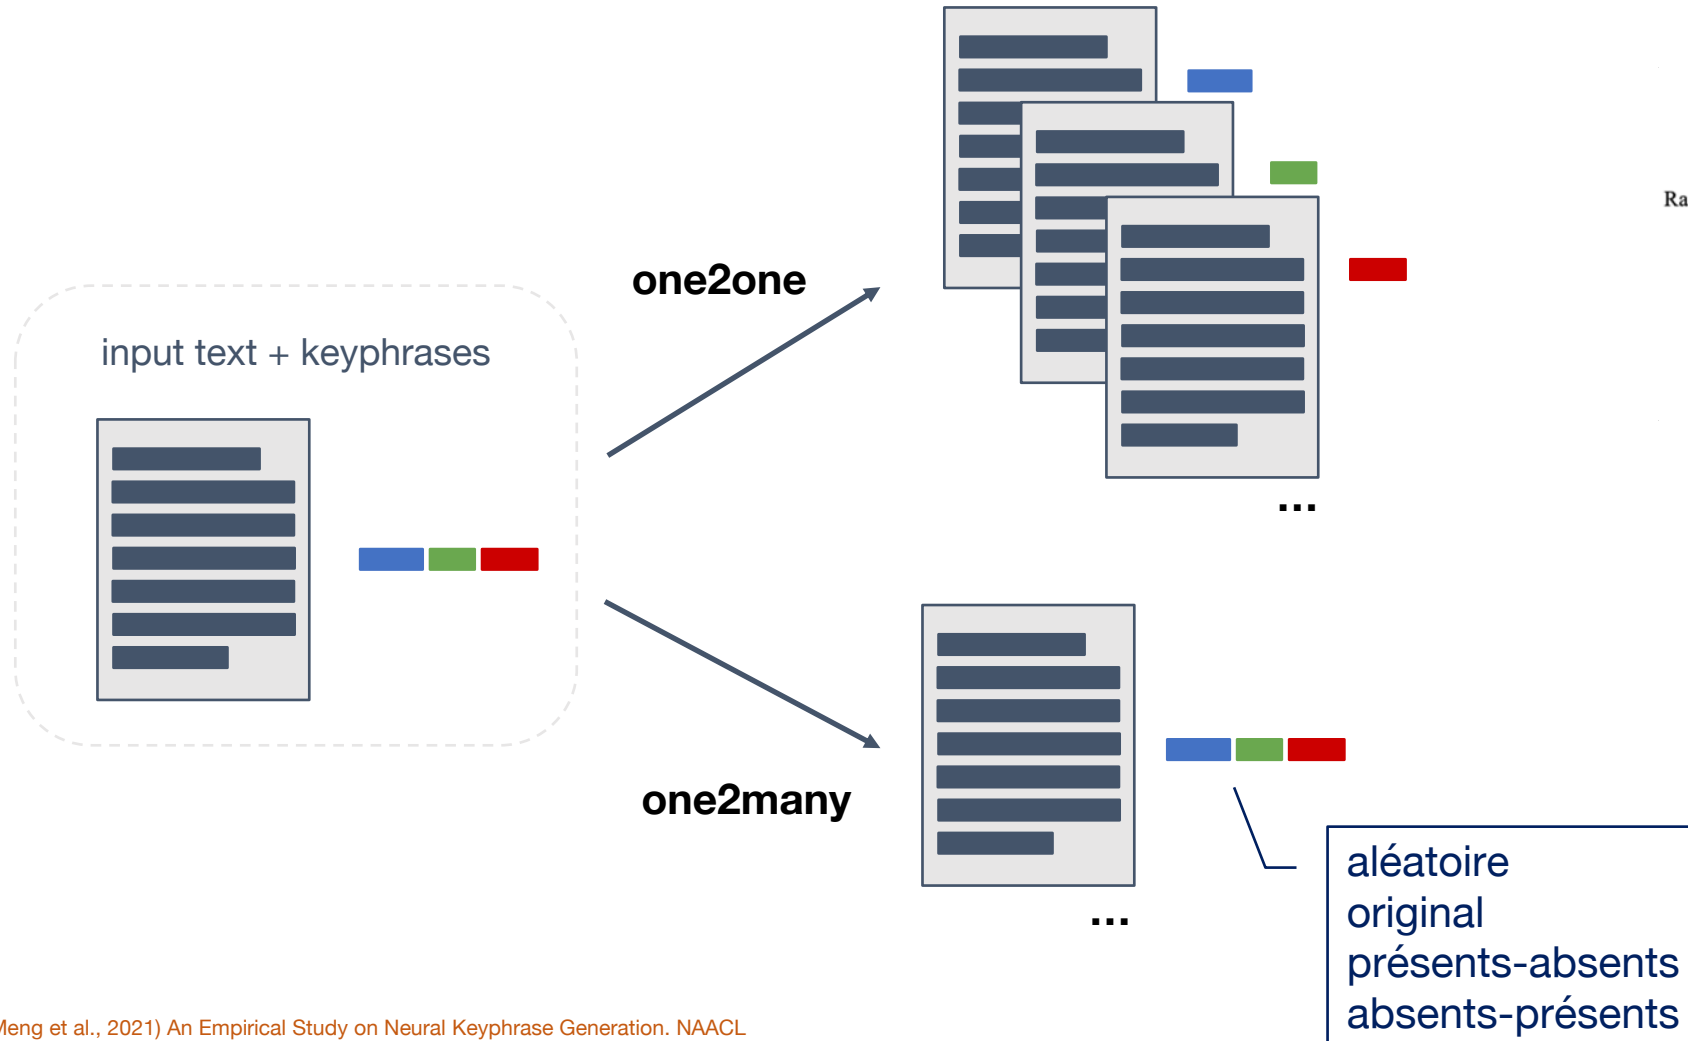 one2one
input text + keyphrases
...
one2many
...
aléatoire
original
présents-absents
absents-présents
Meng et al., 2021) An Empirical Study on Neural Keyphrase Generation. NAACL
Ra